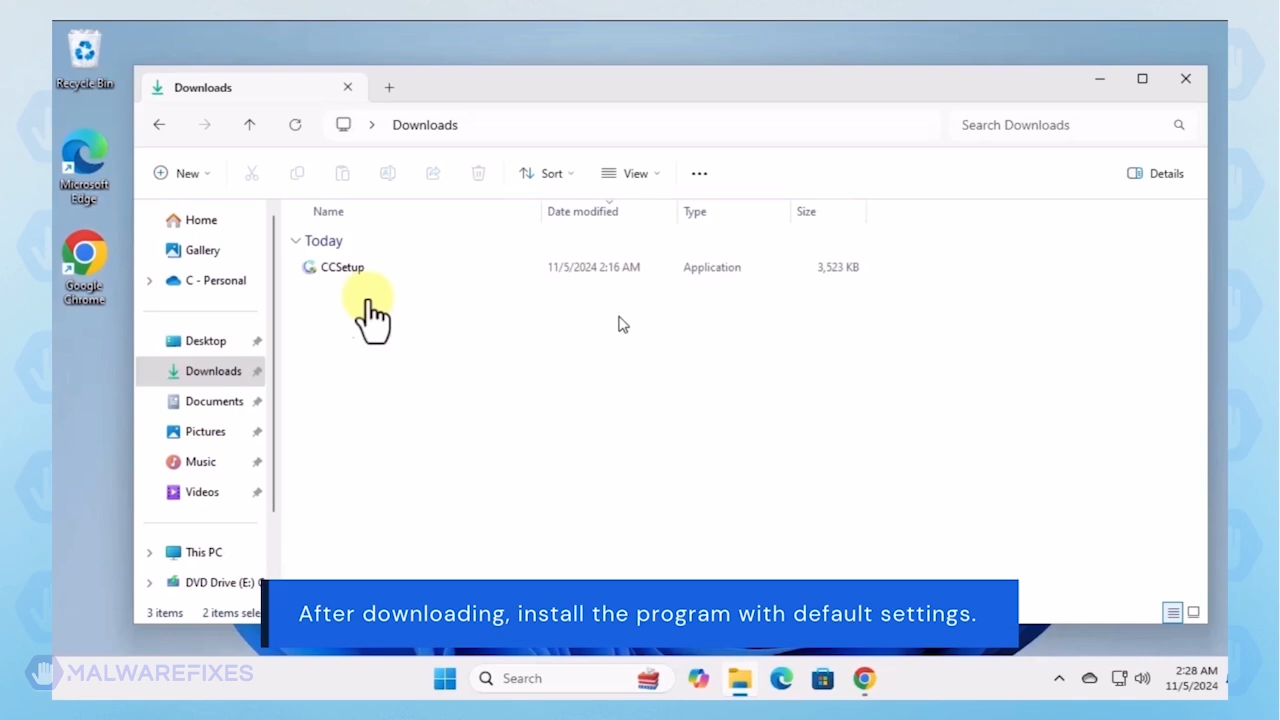 Recycle Bin
Microsoft
Edge
Google
Chrome
Downloads
Downloads
Search Downloads
New
Sort
View
Details
Name
Date modified
Type
Size
Home
Gallery
C - Personal
Desktop
Downloads
Documents
Pictures
Music
Videos
This PC
DVD Drive (E:)
Today
CCSetup
11/5/2024 2:16 AM
Application
3,523 KB
3 items
2 items sele
After downloading, install the program with default settings.
MALWAREFIXES
Search
2:28 AM
11/5/2024